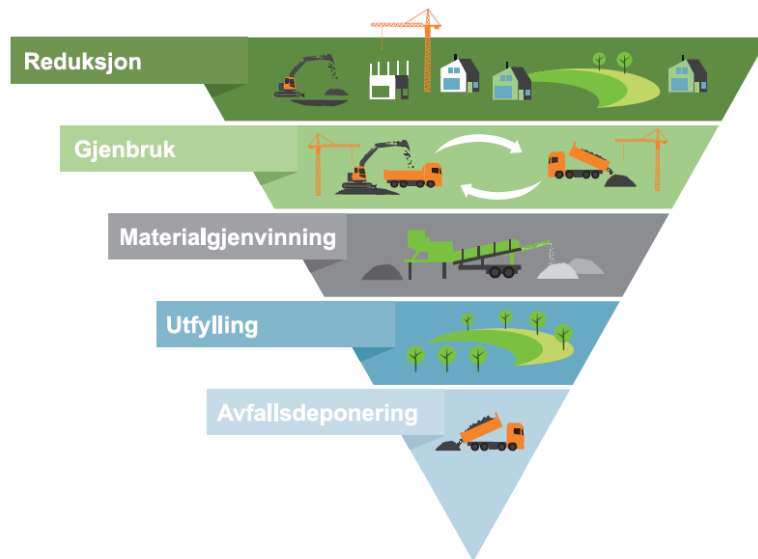 Reduksjon
Gjenbruk
Materialgjenvinning
Utfylling
Avfallsdeponering